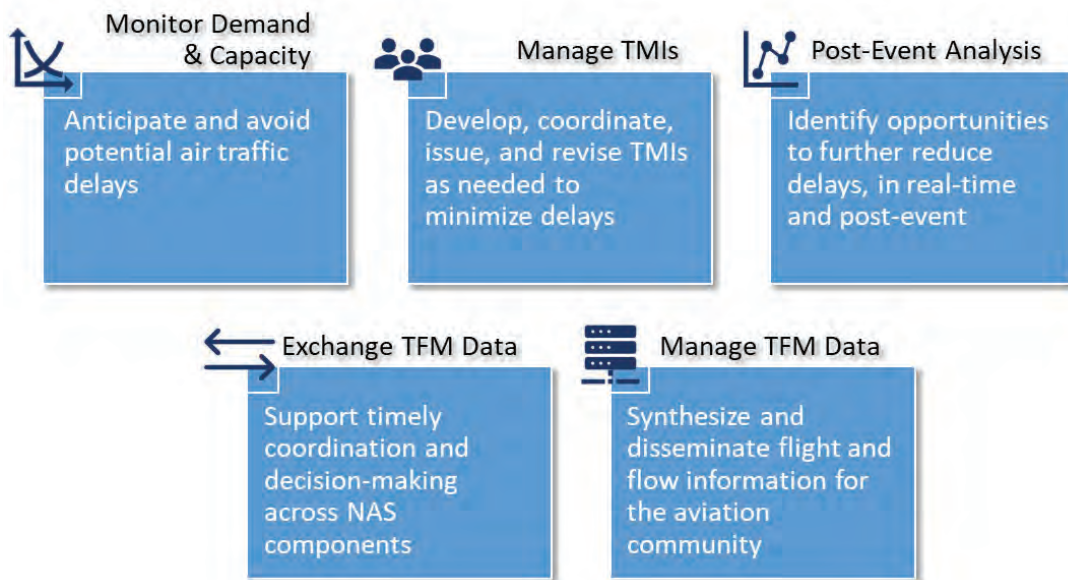 Monitor Demand
& Capacity
Anticipate and avoid
potential air traffic
delays
Manage TMIs
Develop, coordinate,
issue, and revise TMIs
as needed to
minimize delays
Post-Event Analysis
Identify opportunities
to further reduce
delays, in real-time
and post-event
Exchange TFM Data
Support timely
coordination and
decision-making
across NAS
components
Manage TFM Data
Synthesize and
disseminate flight and
flow information for
the aviation
community